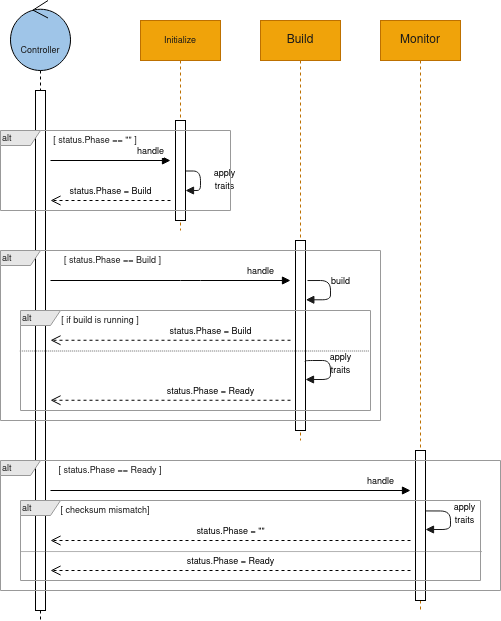 Controller
Initialize
Build
Monitor
alt
[ status.Phase == "" ]
handle
apply
traits
status.Phase = Build
alt
[ status.Phase == Build ]
handle
build
alt
[ if build is running ]
status.Phase = Build
apply
traits
status.Phase = Ready
alt
[ status.Phase == Ready ]
handle
alt
[ checksum mismatch]
apply
traits
status.Phase = ""
status.Phase = Ready